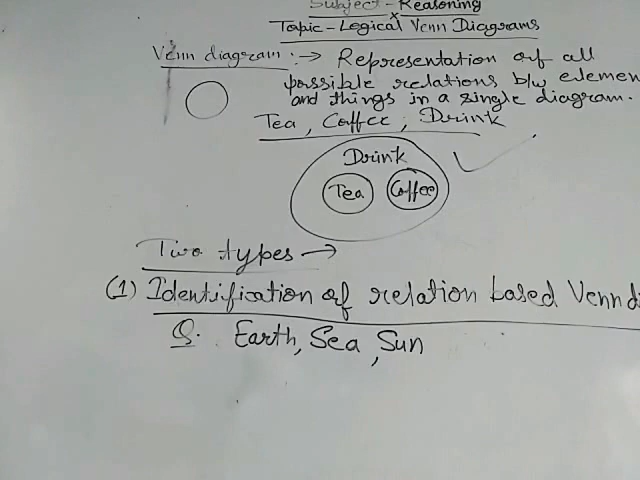 Subject - Reasoning
Topic - Logical Venn Diagrams
Venn diagram :→ Representation of all
possible relations b/w elemen
and things in a single diagram.
Tea, Coffee, Drink
Drink
Tea Coffee
Two types →
(1) Identification of relation based Venn di
Q. Earth, Sea, Sun